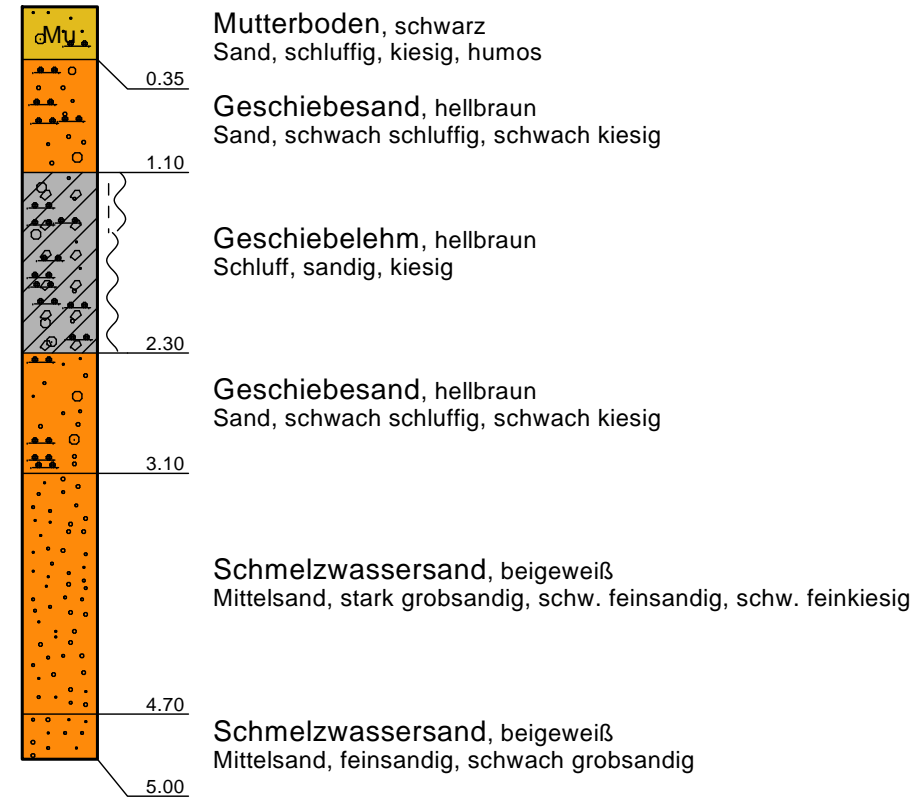 Mu
Mutterboden, schwarz
Sand, schluffig, kiesig, humos
0.35
Geschiebesand, hellbraun
Sand, schwach schluffig, schwach kiesig
1.10
Geschiebelehm, hellbraun
Schluff, sandig, kiesig
2.30
Geschiebesand, hellbraun
Sand, schwach schluffig, schwach kiesig
3.10
Schmelzwassersand, beigeweiß
Mittelsand, stark grobsandig, schw. feinsandig, schw. feinkiesig
4.70
Schmelzwassersand, beigeweiß
Mittelsand, feinsandig, schwach grobsandig
5.00